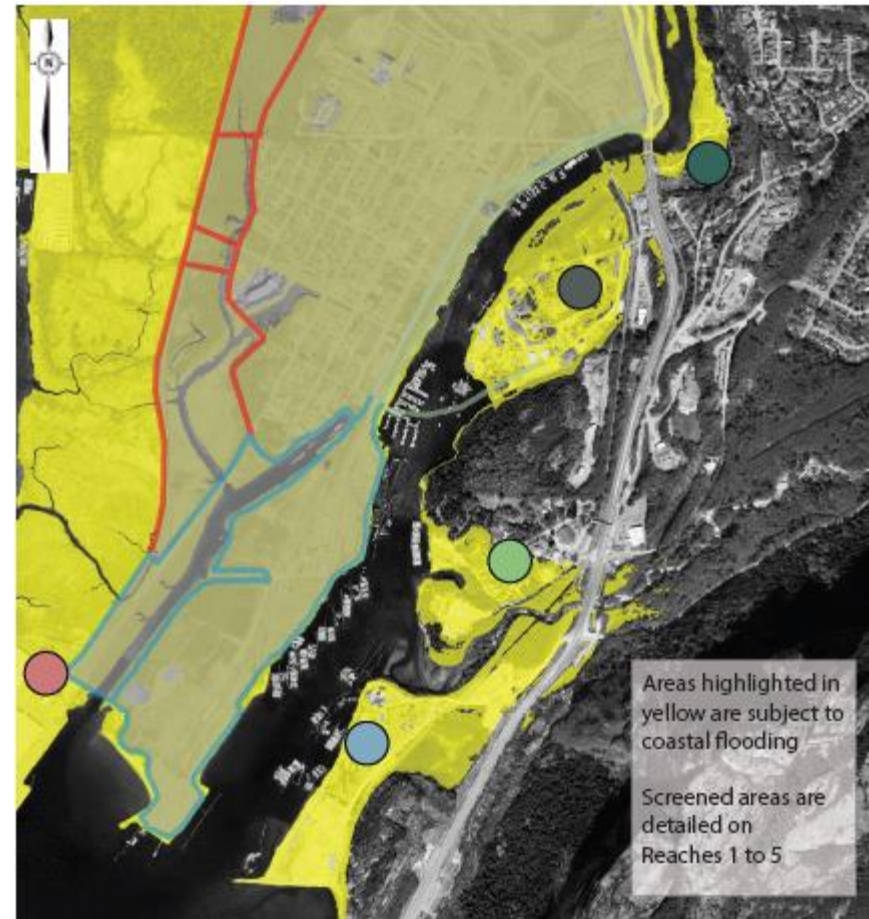 N
Areas highlighted in
yellow are subject to
coastal flooding
Screened areas are
detailed on
Reaches 1 to 5